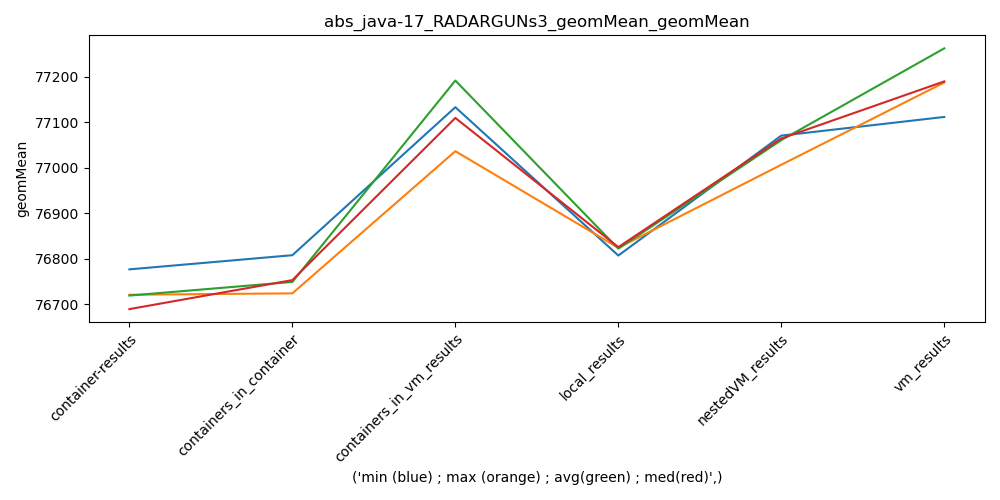 abs_java-17_RADARGUNs3_geomMean_geomMean
geomMean
77200
77100
77000
76900
76800
76700
container-results
containers_in_container
containers_in_vm_results
local_results
nestedVM_results
vm_results
('min (blue) ; max (orange) ; avg(green) ; med(red)',)